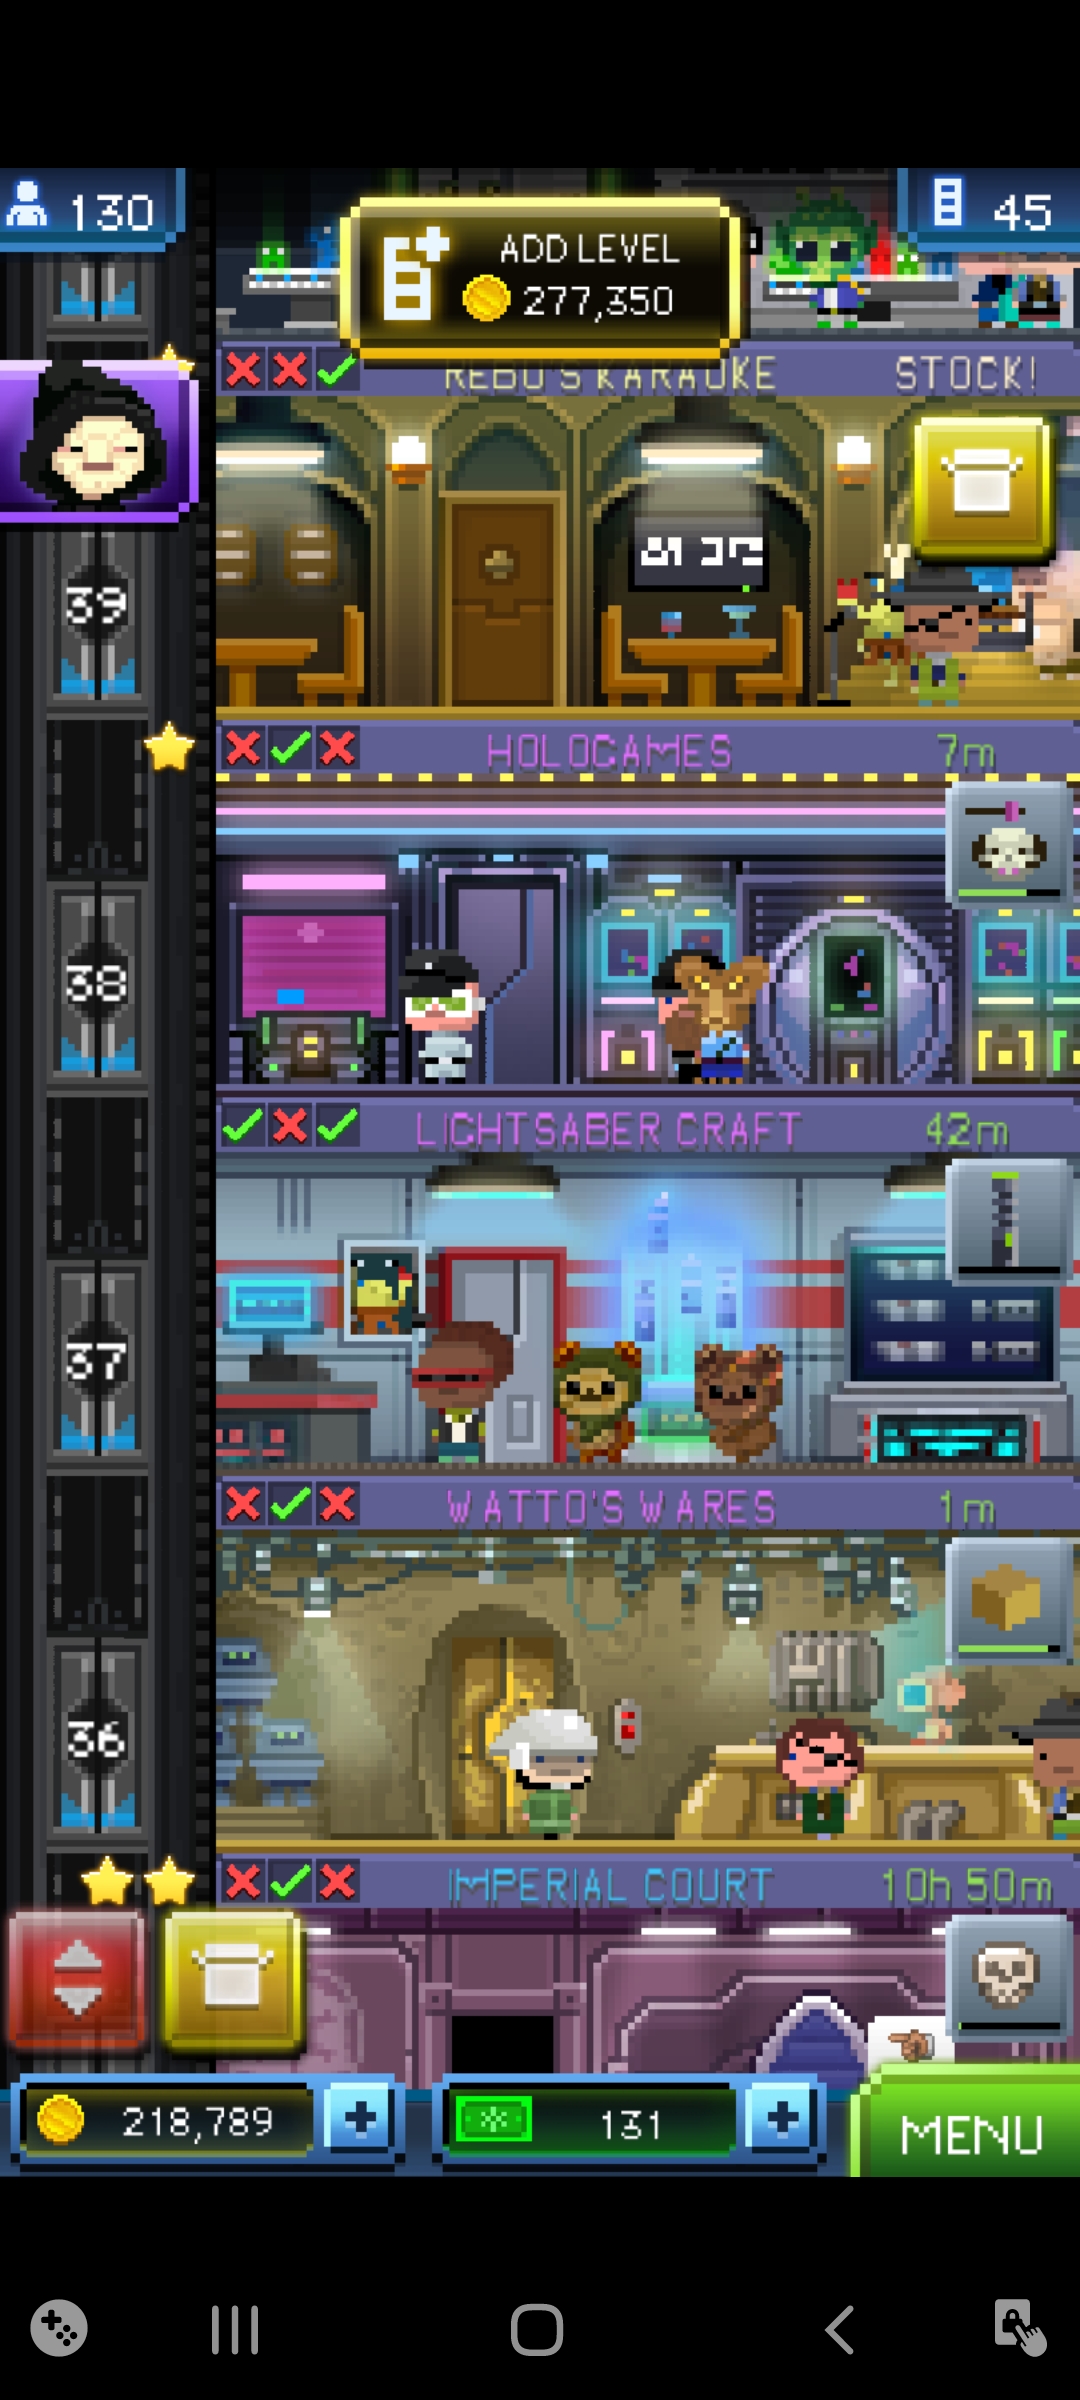 130
45
ADD LEVEL
277,350
REBO'S KARAOKE STOCK!
39
HOLOGAMES 7m
38
LIGHTSABER CRAFT 42m
37
WATTO'S WARES 1m
36
IMPERIAL COURT 10h 50m
218,789
131
MENU